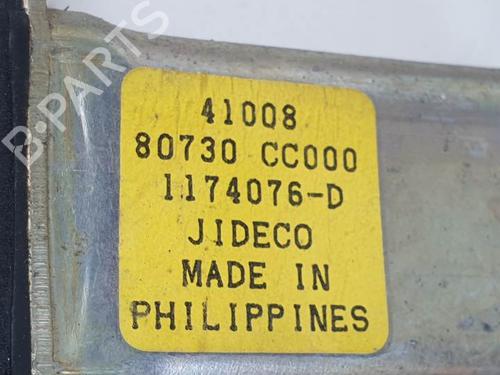 41008
80730 CC000
1174076-D
JIDECO
MADE IN
PHILIPPINES
B-PARTS